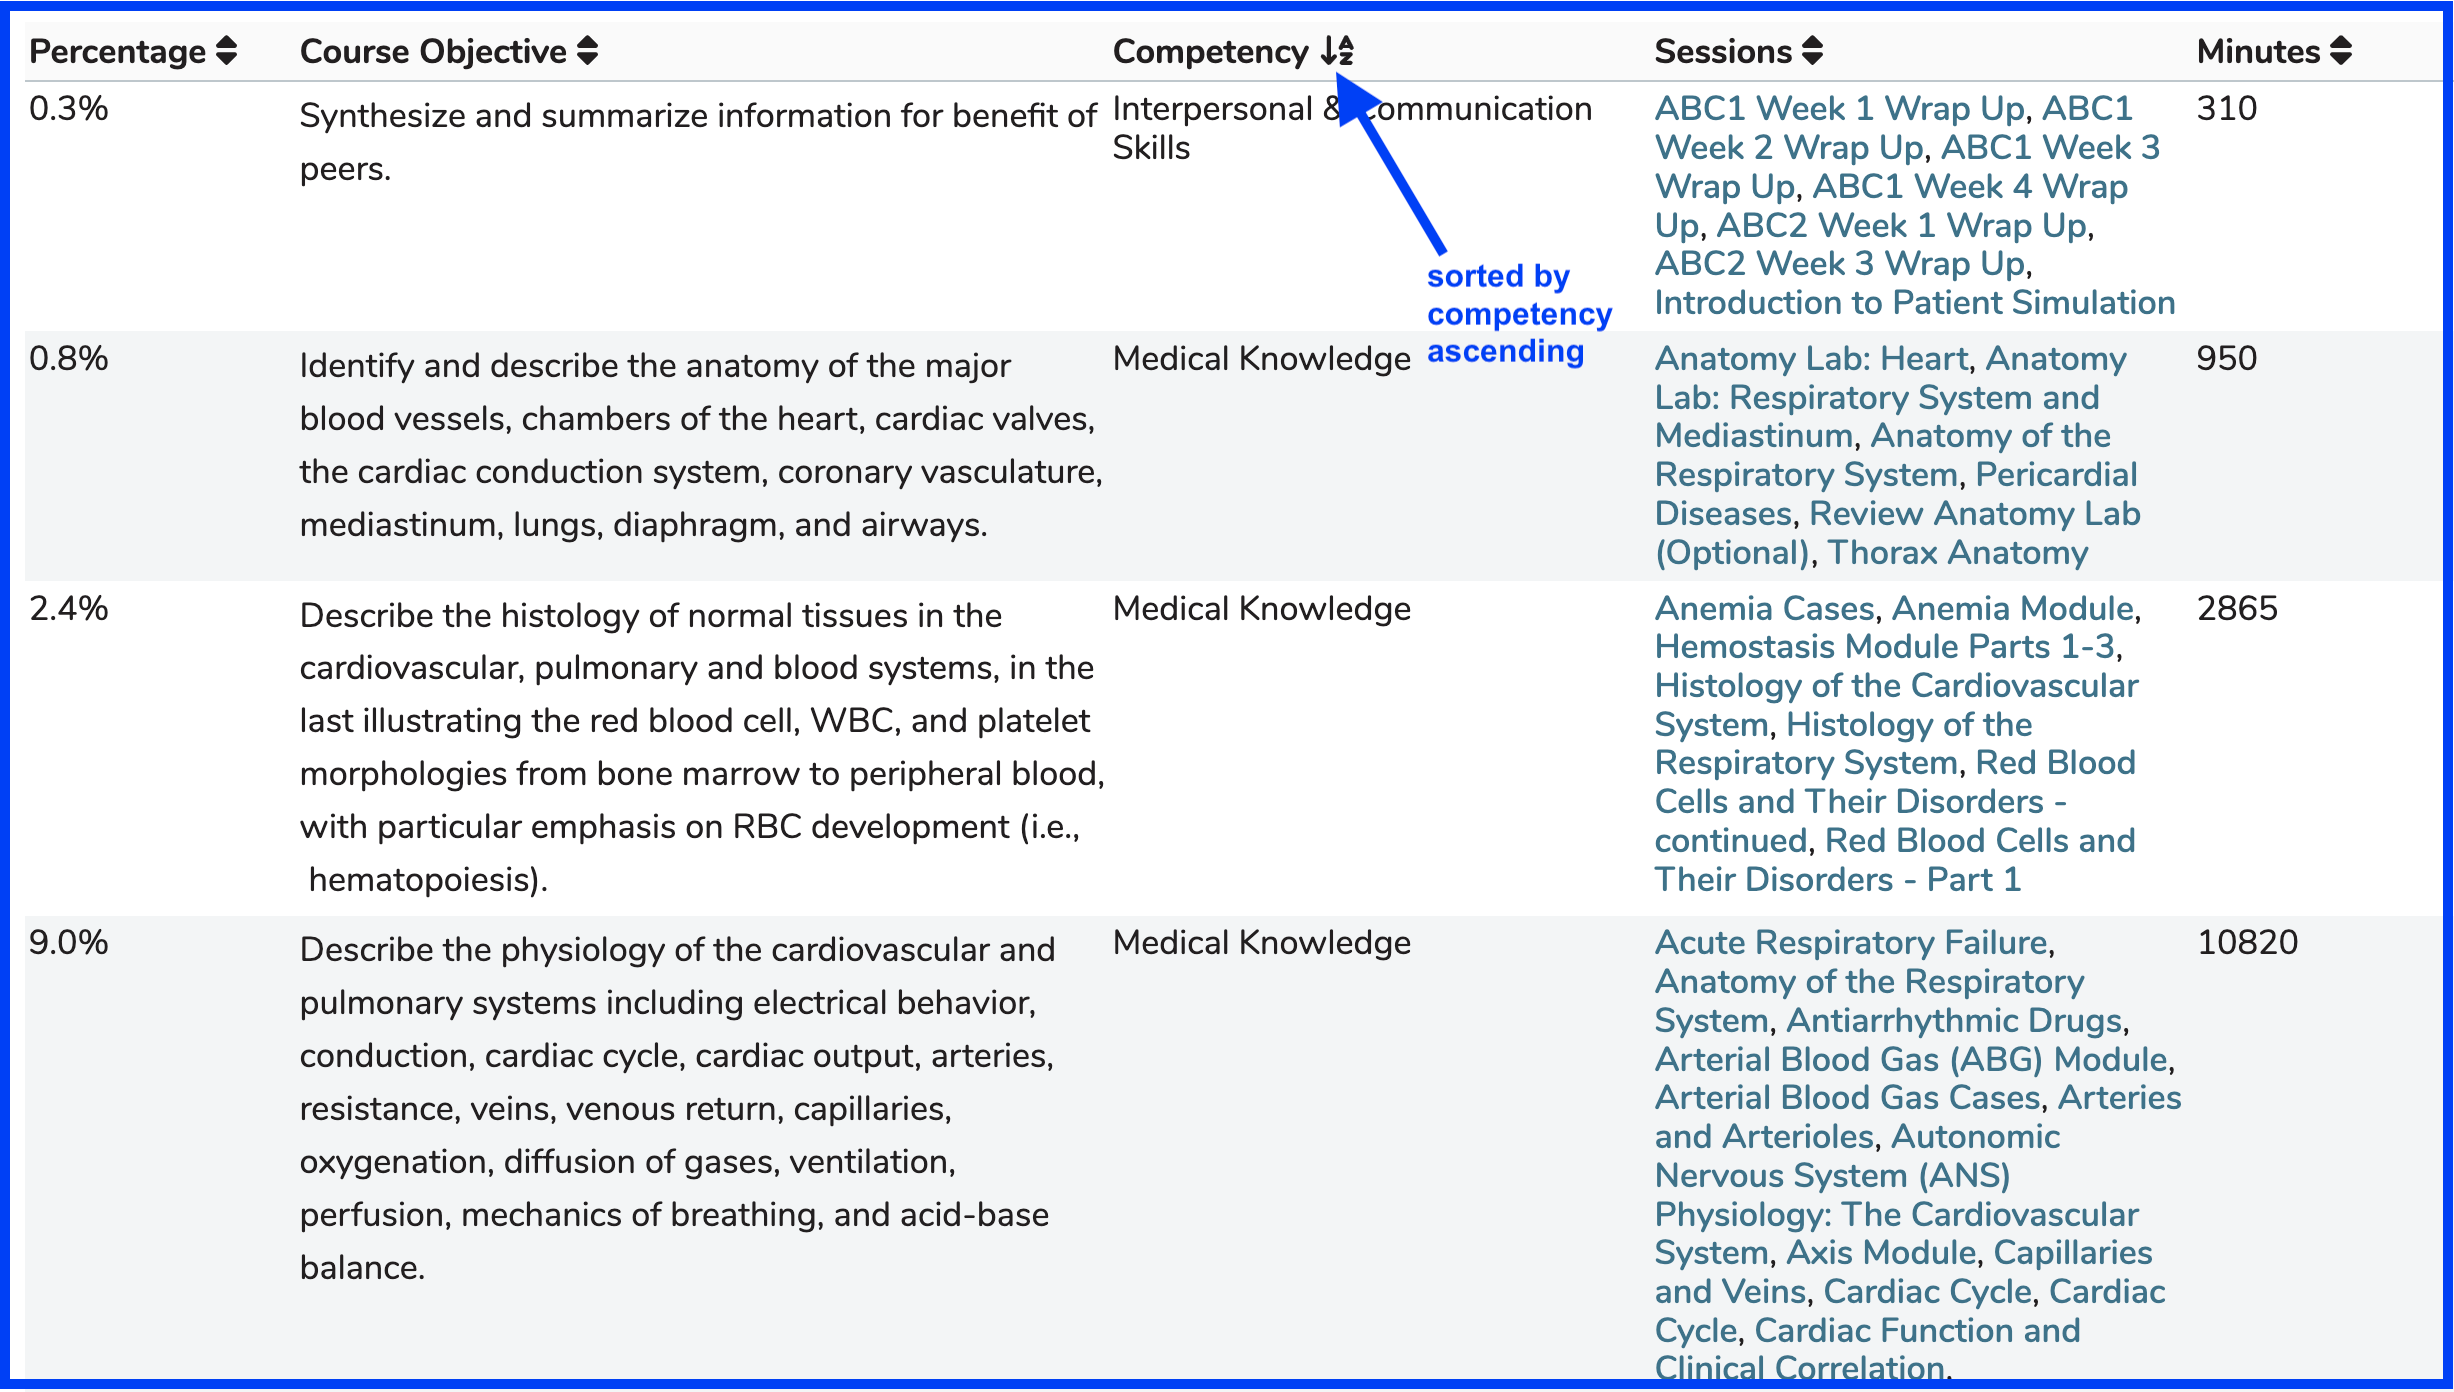 Percentage
Course Objective
Competency
Sessions
Minutes
0.3%
Synthesize and summarize information for benefit of
peers.
Interpersonal & Communication
Skills
ABC1 Week 1 Wrap Up, ABC1
Week 2 Wrap Up, ABC1 Week 3
Wrap Up, ABC1 Week 4 Wrap
Up, ABC2 Week 1 Wrap Up,
ABC2 Week 3 Wrap Up,
Introduction to Patient Simulation
310
sorted by
competency
ascending
0.8%
Identify and describe the anatomy of the major
blood vessels, chambers of the heart, cardiac valves,
the cardiac conduction system, coronary vasculature,
mediastinum, lungs, diaphragm, and airways.
Medical Knowledge
Anatomy Lab: Heart, Anatomy
Lab: Respiratory System and
Mediastinum, Anatomy of the
Respiratory System, Pericardial
Diseases, Review Anatomy Lab
(Optional), Thorax Anatomy
950
2.4%
Describe the histology of normal tissues in the
cardiovascular, pulmonary and blood systems, in the
last illustrating the red blood cell, WBC, and platelet
morphologies from bone marrow to peripheral blood,
with particular emphasis on RBC development (i.e.,
hematopoiesis).
Medical Knowledge
Anemia Cases, Anemia Module,
Hemostasis Module Parts 1-3,
Histology of the Cardiovascular
System, Histology of the
Respiratory System, Red Blood
Cells and Their Disorders -
continued, Red Blood Cells and
Their Disorders - Part 1
2865
9.0%
Describe the physiology of the cardiovascular and
pulmonary systems including electrical behavior,
conduction, cardiac cycle, cardiac output, arteries,
resistance, veins, venous return, capillaries,
oxygenation, diffusion of gases, ventilation,
perfusion, mechanics of breathing, and acid-base
balance.
Medical Knowledge
Acute Respiratory Failure,
Anatomy of the Respiratory
System, Antiarrhythmic Drugs,
Arterial Blood Gas (ABG) Module,
Arterial Blood Gas Cases, Arteries
and Arterioles, Autonomic
Nervous System (ANS)
Physiology: The Cardiovascular
System, Axis Module, Capillaries
and Veins, Cardiac Cycle, Cardiac
Cycle, Cardiac Function and
Clinical Correlation,
10820